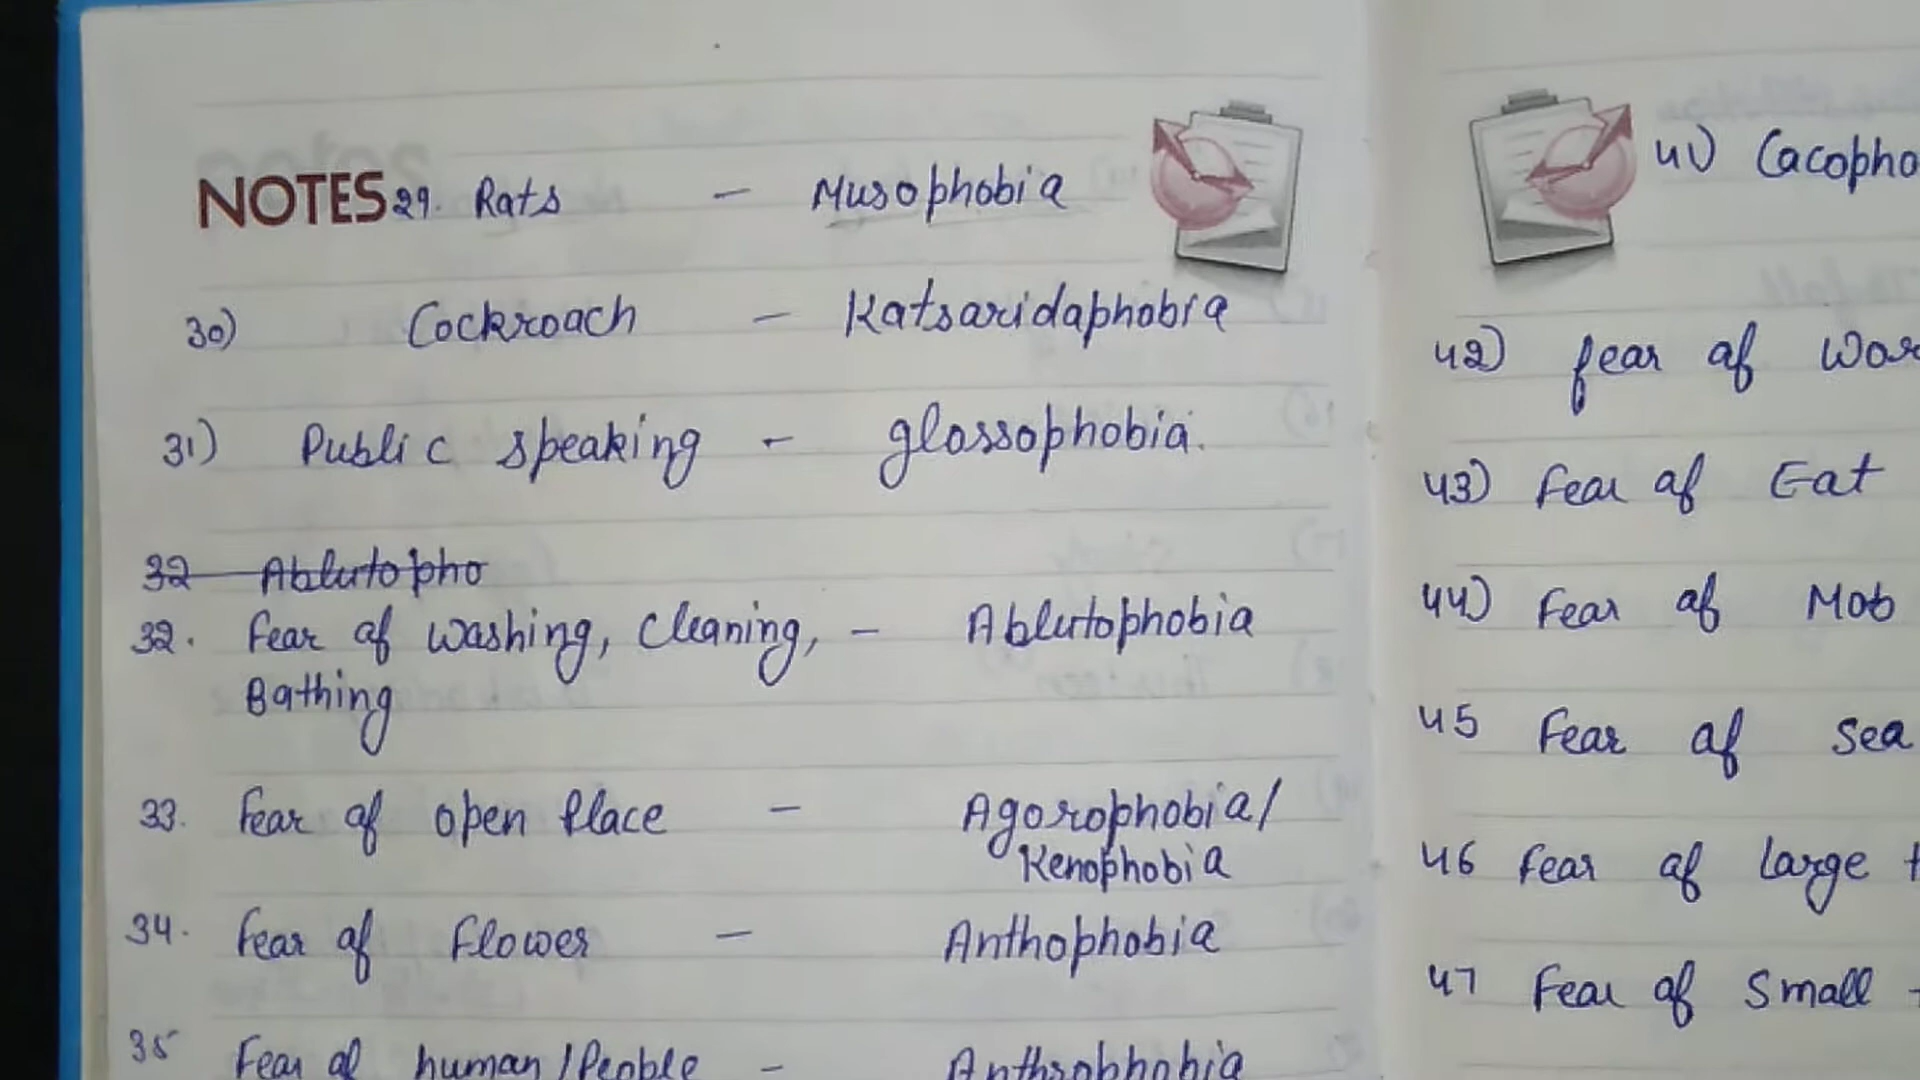 NOTES 29. Rats - Musophobia
30) Cockroach - Katsaridaphobia
31) Public speaking - glossophobia.
32 Ablutopho
32. Fear of washing, Cleaning, - Ablutophobia
Bathing
33. Fear of open Place - Agorophobia/
Kenophobia
34. Fear of Flower - Anthophobia
35 Fear of human/People - Anthrophobia
41) Cacopho
42) fear of
43) Fear of Eat
44) Fear of Mob
45 Fear of Sea
46 Fear of large
47 Fear of Small